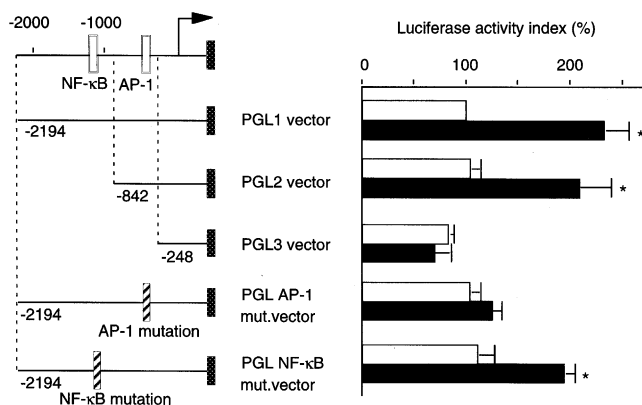 -2000 -1000
NF-κB AP-1
Luciferase activity index (%)
0 100 200
-2194
PGL1 vector
*
-842
PGL2 vector
*
-248
PGL3 vector
-2194
AP-1 mutation
PGL AP-1
mut.vector
-2194
NF-κB mutation
PGL NF-κB
mut.vector
*